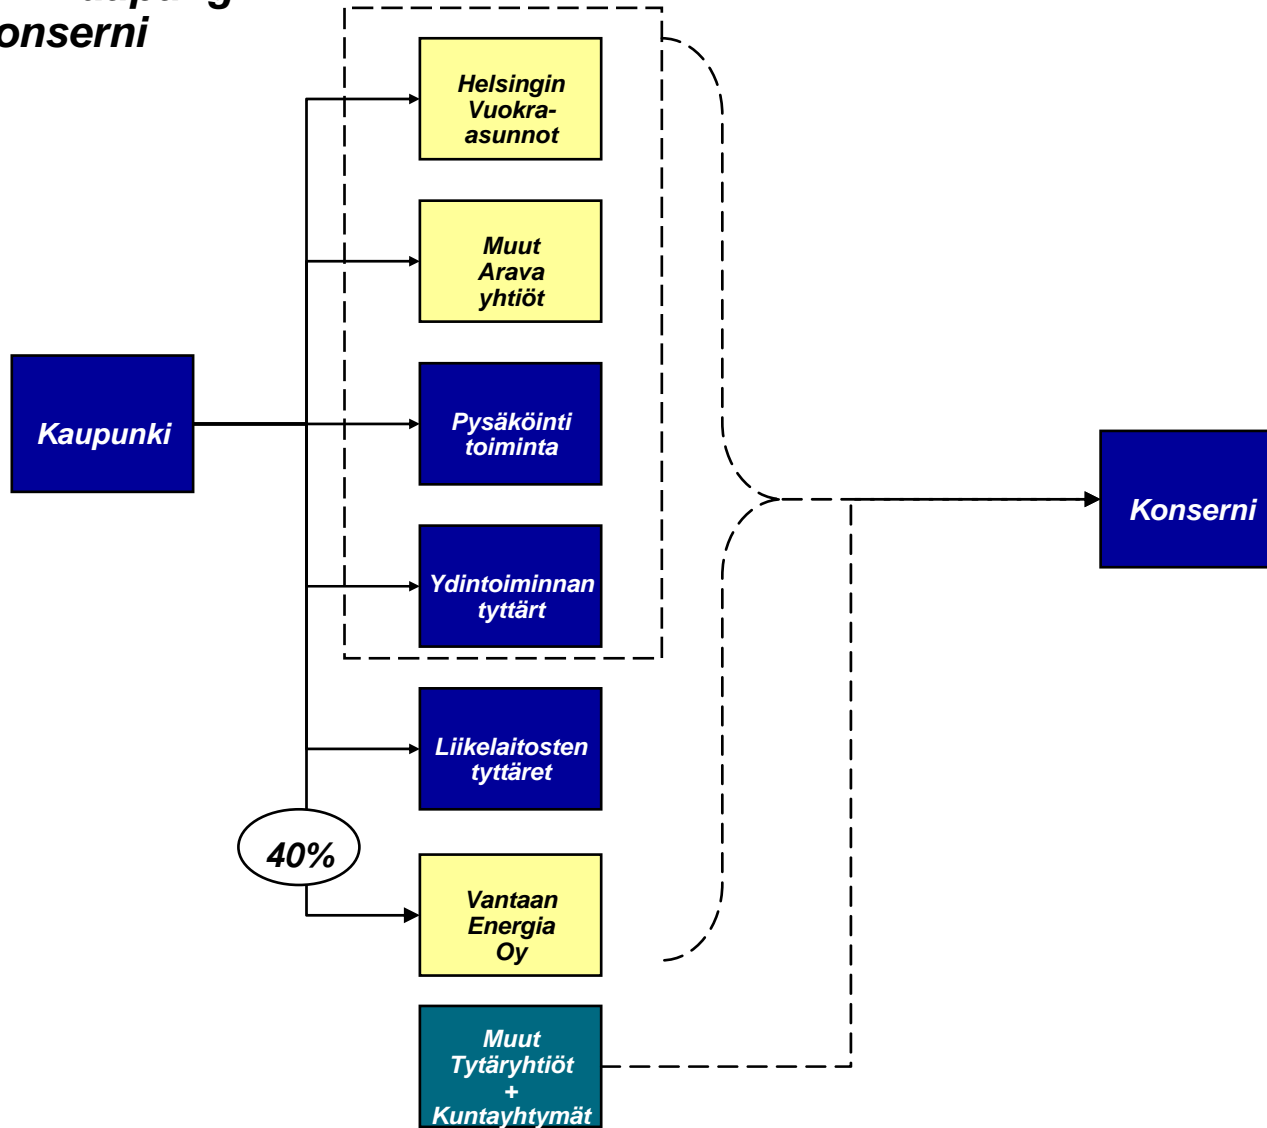 onserni
Helsingin
Vuokra-
asunnot
Muut
Arava
yhtiöt
Kaupunki
Pysäköinti
toiminta
Konserni
Ydintoiminnan
tyttärt
Liikelaitosten
tyttäret
40%
Vantaan
Energia
Oy
Muut
Tytäryhtiöt
+
Kuntayhtymät